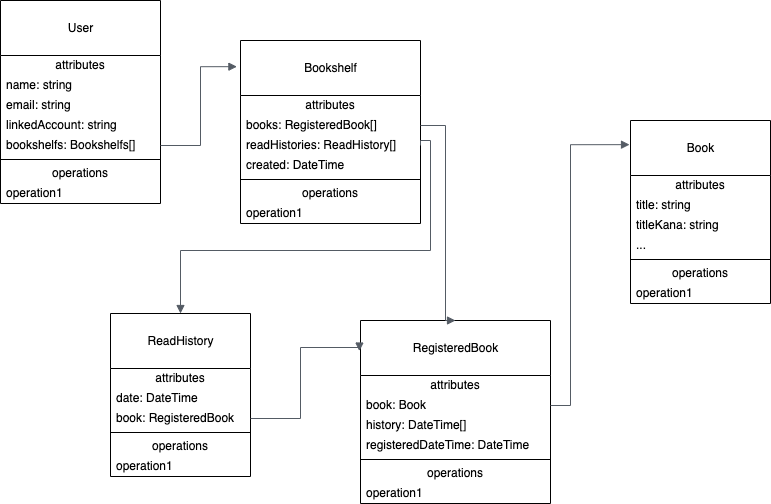 User
attributes
name: string
email: string
linkedAccount: string
bookshelfs: Bookshelfs[]
operations
operation1
Bookshelf
attributes
books: RegisteredBook[]
readHistories: ReadHistory[]
created: DateTime
operations
operation1
Book
attributes
title: string
titleKana: string
...
operations
operation1
ReadHistory
attributes
date: DateTime
book: RegisteredBook
operations
operation1
RegisteredBook
attributes
book: Book
history: DateTime[]
registeredDateTime: DateTime
operations
operation1